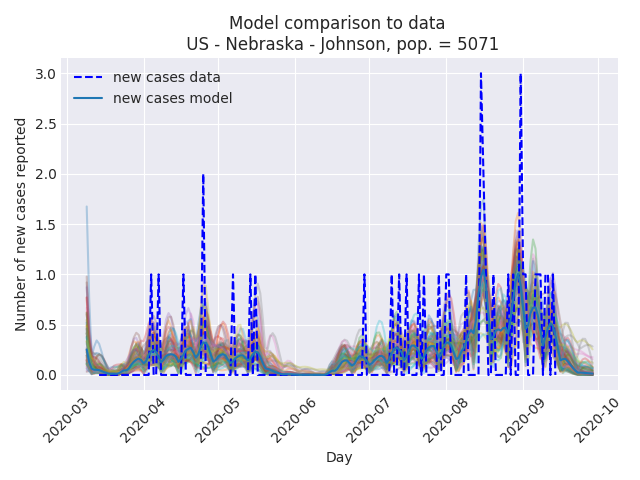 Model comparison to data
US - Nebraska - Johnson, pop. = 5071
new cases data
new cases model
Number of new cases reported
3.0
2.5
2.0
1.5
1.0
0.5
0.0
2020-03
2020-04
2020-05
2020-06
2020-07
2020-08
2020-09
2020-10
Day